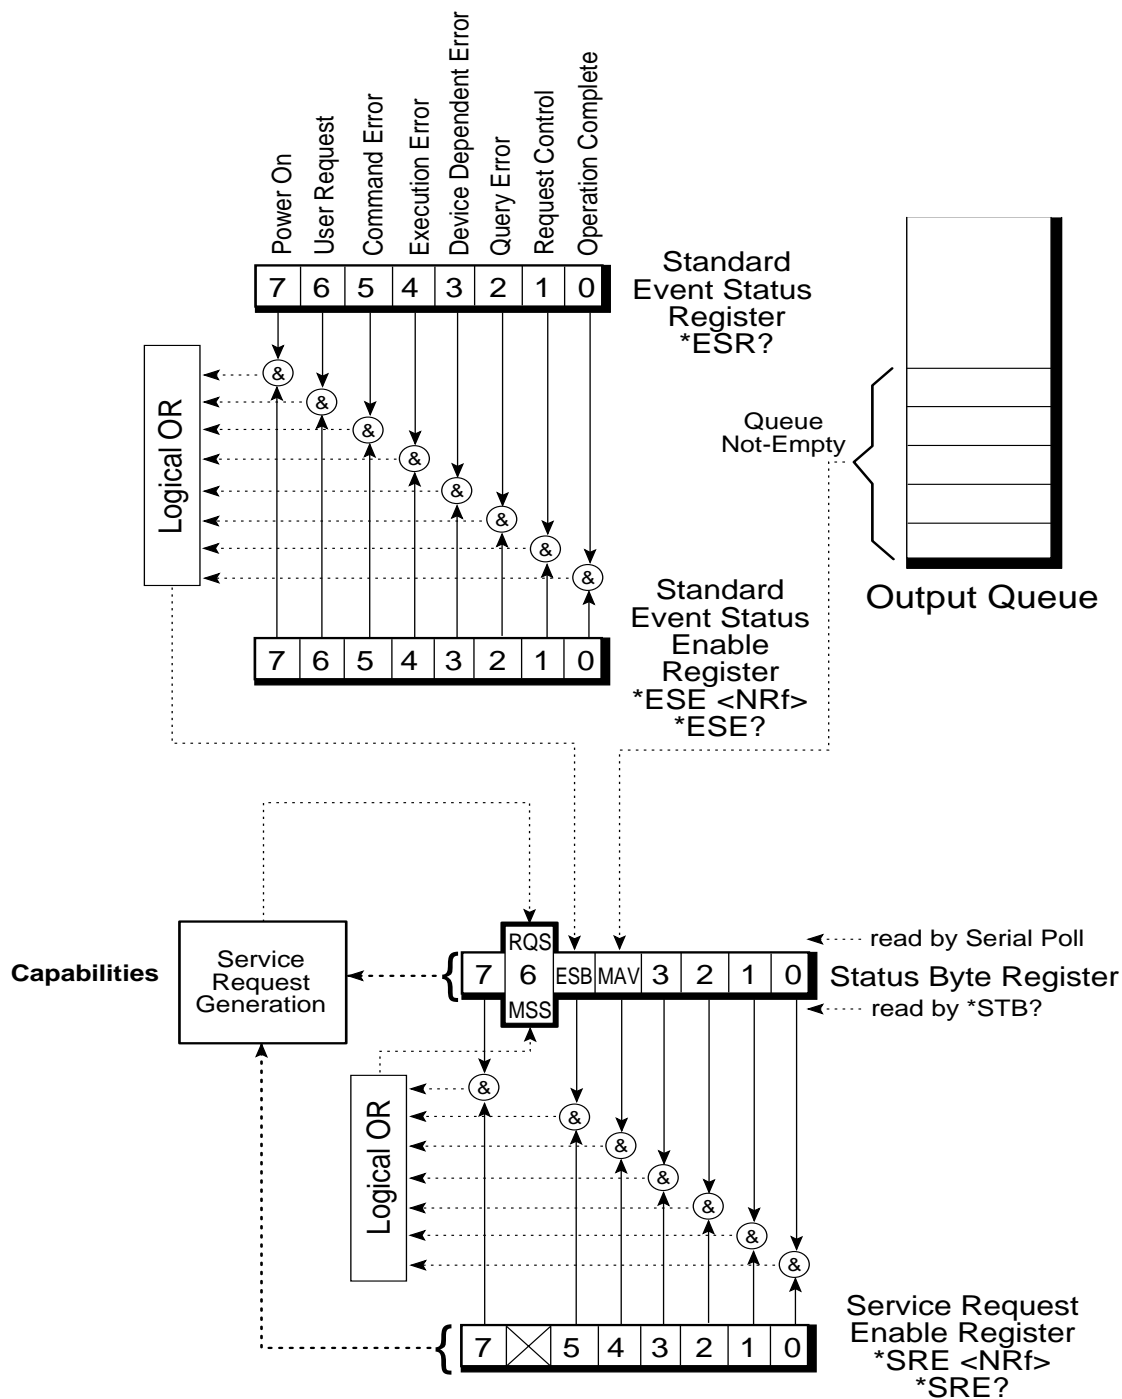 Power On
User Request
Command Error
Execution Error
Device Dependent Error
Query Error
Request Control
Operation Complete
7 6 5 4 3 2 1 0
Standard
Event Status
Register
*ESR?
Logical OR
&
&
&
&
&
&
&
&
Queue
Not-Empty
Output Queue
Standard
Event Status
Enable
Register
*ESE <NRf>
*ESE?
7 6 5 4 3 2 1 0
Capabilities
Service
Request
Generation
RQS
7 6 ESB MAV 3 2 1 0
MSS
read by Serial Poll
Status Byte Register
read by *STB?
Logical OR
&
&
&
&
&
&
&
7 5 4 3 2 1 0
Service Request
Enable Register
*SRE <NRf>
*SRE?